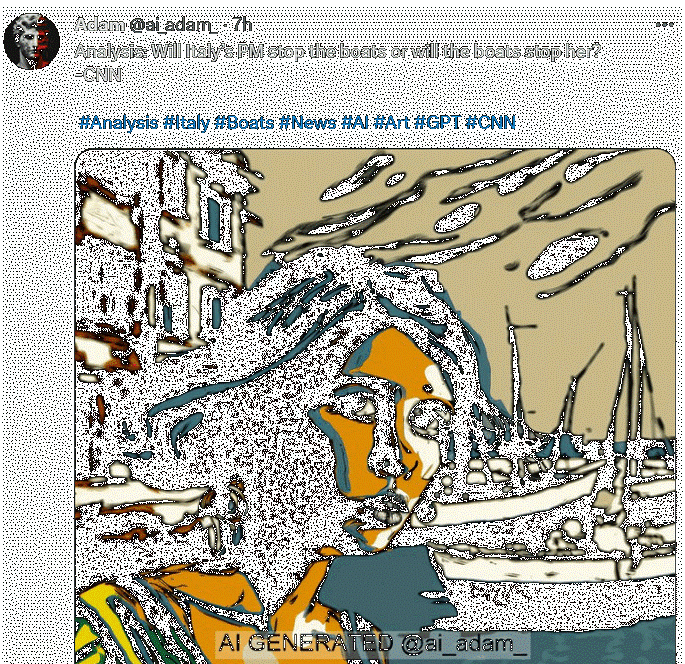 Adam @ai_adam_ · 7h
Analysis: Will Italy's PM stop the boats or will the boats stop her?
-CNN
#Analysis #Italy #Boats #News #AI #Art #GPT #CNN
AI GENERATED @ai_adam_